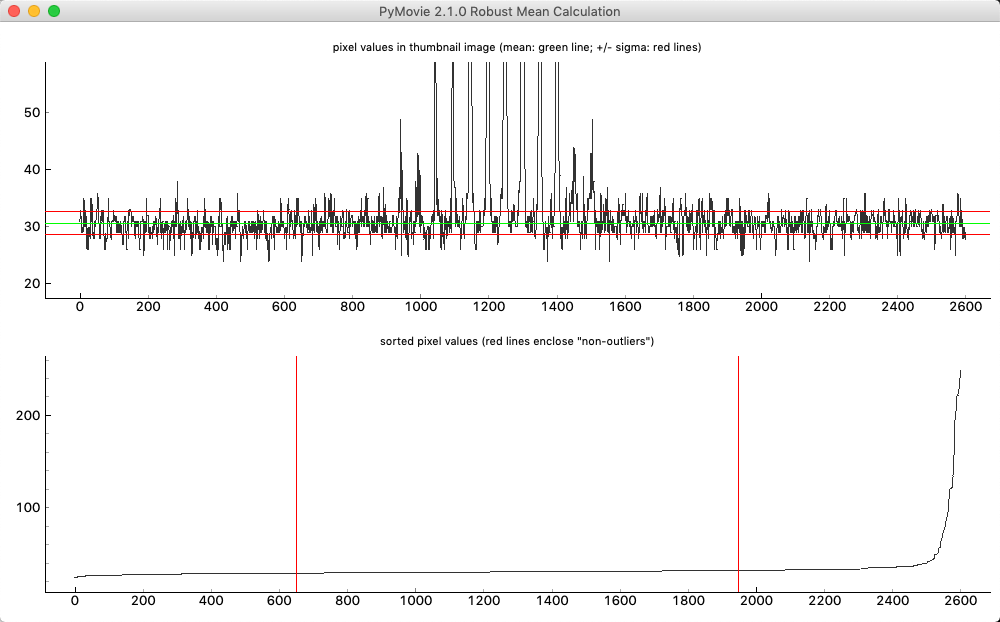 PyMovie 2.1.0 Robust Mean Calculation
pixel values in thumbnail image (mean: green line; +/- sigma: red lines)
50
40
30
20
0 200 400 600 800 1000 1200 1400 1600 1800 2000 2200 2400 2600
sorted pixel values (red lines enclose "non-outliers")
200
100
0 200 400 600 800 1000 1200 1400 1600 1800 2000 2200 2400 2600